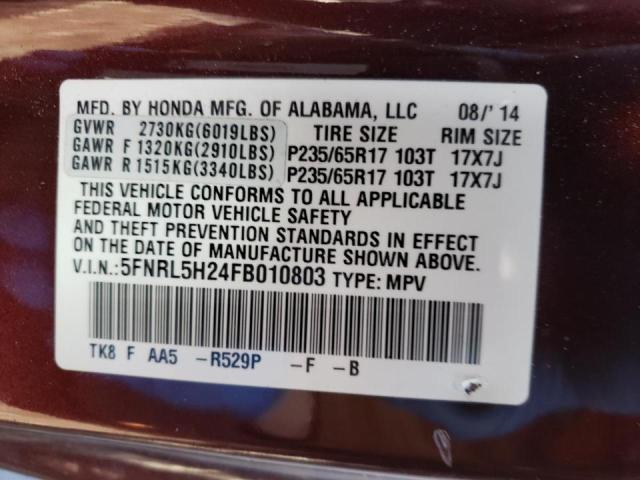 MFD. BY HONDA MFG. OF ALABAMA, LLC 08/' 14
GVWR 2730KG(6019LBS) TIRE SIZE RIM SIZE
GAWR F 1320KG(2910LBS) P235/65R17 103T 17X7J
GAWR R 1515KG(3340LBS) P235/65R17 103T 17X7J
THIS VEHICLE CONFORMS TO ALL APPLICABLE
FEDERAL MOTOR VEHICLE SAFETY
AND THEFT PREVENTION STANDARDS IN EFFECT
ON THE DATE OF MANUFACTURE SHOWN ABOVE.
V.I.N.:5FNRL5H24FB010803 TYPE: MPV
TK8 F AA5 -R529P -F -B